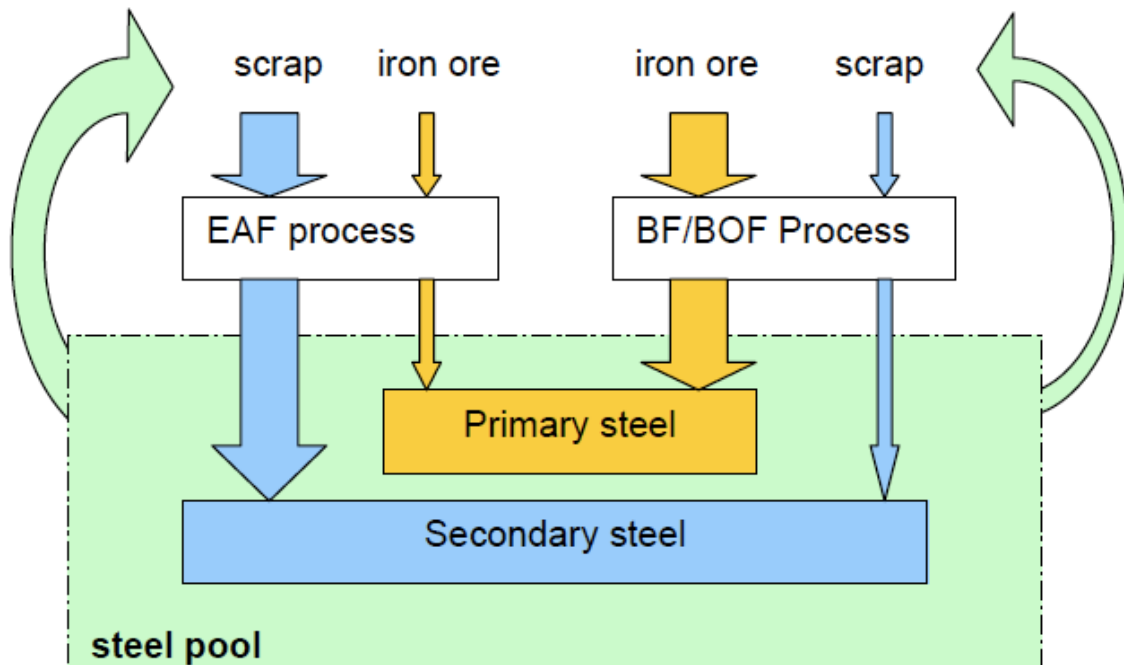 scrap iron ore iron ore scrap
EAF process BF/BOF Process
Primary steel
Secondary steel
steel pool